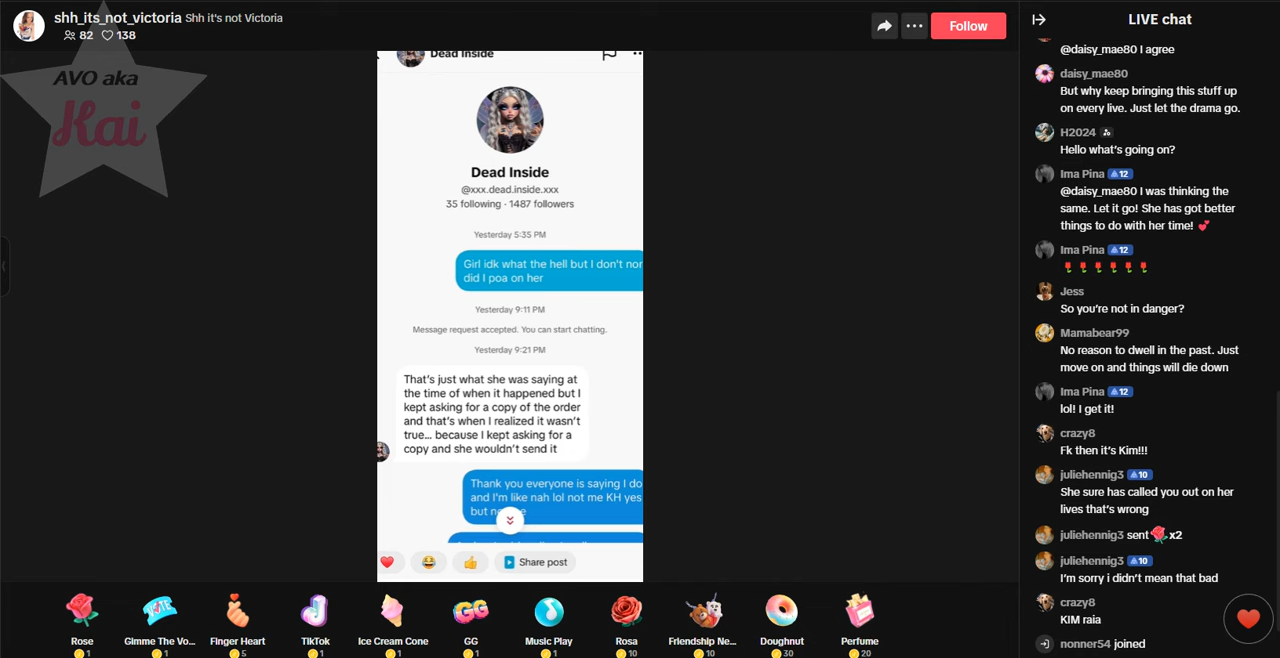 shh_its_not_victoria Shh it's not Victoria
82 138
Follow
AVO aka
Kai
Dead Inside
Dead Inside
@xxx.dead.inside.xxx
35 following · 1487 followers
Yesterday 5:35 PM
Girl idk what the hell but I don't nor
did I poa on her
Yesterday 9:11 PM
Message request accepted. You can start chatting.
Yesterday 9:21 PM
That's just what she was saying at
the time of when it happened but I
kept asking for a copy of the order
and that's when I realized it wasn't
true... because I kept asking for a
copy and she wouldn't send it
Thank you everyone is saying I do
and I'm like nah lol not me KH yes
but
Share post
Rose
1
Gimme The Vo...
1
Finger Heart
5
TikTok
1
Ice Cream Cone
1
GG
1
Music Play
1
Rosa
10
Friendship Ne...
10
Doughnut
30
Perfume
20
LIVE chat
@daisy_mae80 I agree
daisy_mae80
But why keep bringing this stuff up
on every live. Just let the drama go.
H2024
Hello what's going on?
Ima Pina 12
@daisy_mae80 I was thinking the
same. Let it go! She has got better
things to do with her time! 💕
Ima Pina 12
🌷🌷🌷🌷🌷🌷
Jess
So you're not in danger?
Mamabear99
No reason to dwell in the past. Just
move on and things will die down
Ima Pina 12
lol! I get it!
crazy8
Fk then it's Kim!!!
juliehennig3 10
She sure has called you out on her
lives that's wrong
juliehennig3 sent 🌹x2
juliehennig3 10
I'm sorry i didn't mean that bad
crazy8
KIM raia
nonner54 joined